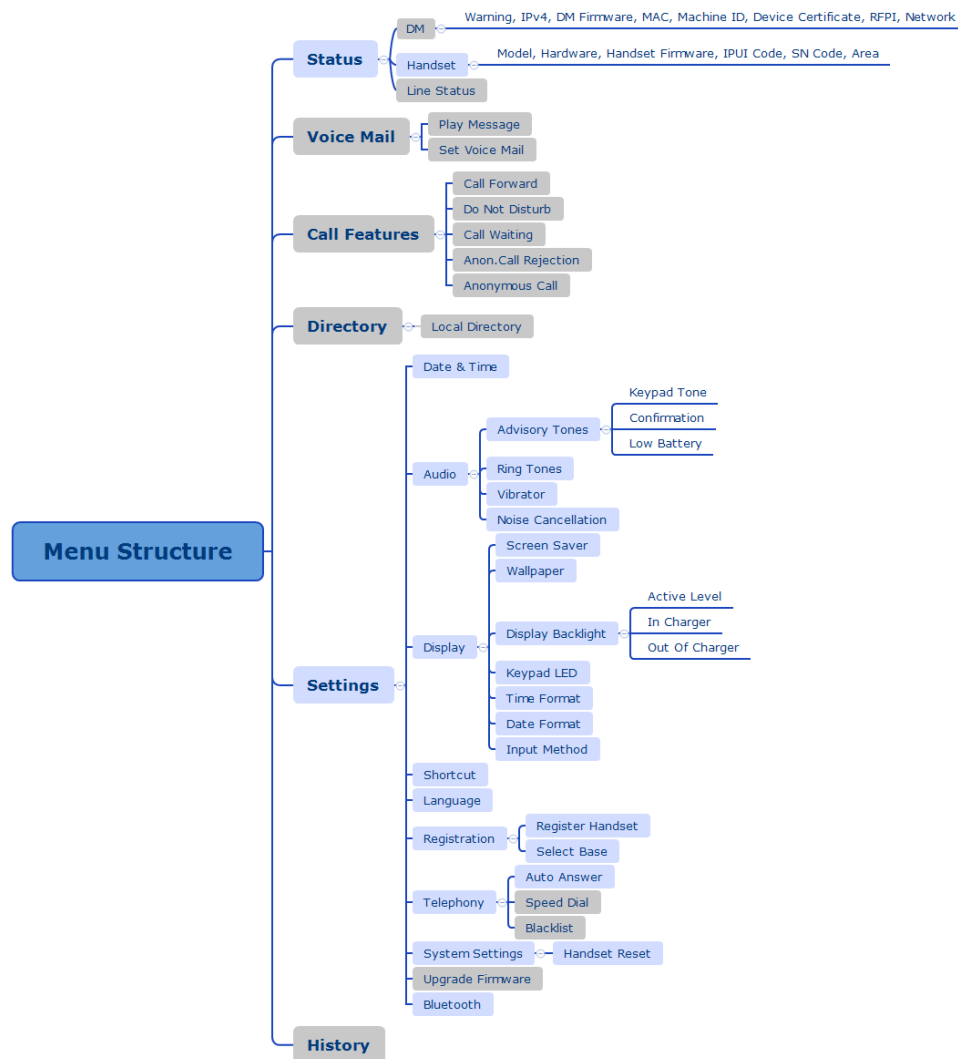 Menu Structure
Status
DM
Warning, IPv4, DM Firmware, MAC, Machine ID, Device Certificate, RFPI, Network
Handset
Model, Hardware, Handset Firmware, IPUI Code, SN Code, Area
Line Status
Voice Mail
Play Message
Set Voice Mail
Call Features
Call Forward
Do Not Disturb
Call Waiting
Anon.Call Rejection
Anonymous Call
Directory
Local Directory
Settings
Date & Time
Audio
Advisory Tones
Keypad Tone
Confirmation
Low Battery
Ring Tones
Vibrator
Noise Cancellation
Display
Screen Saver
Wallpaper
Display Backlight
Active Level
In Charger
Out Of Charger
Keypad LED
Time Format
Date Format
Input Method
Shortcut
Language
Registration
Register Handset
Select Base
Telephony
Auto Answer
Speed Dial
Blacklist
System Settings
Handset Reset
Upgrade Firmware
Bluetooth
History